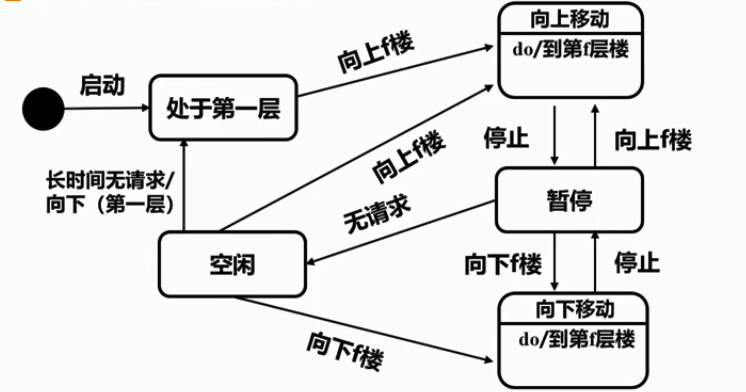 启动
处于第一层
向上f楼
向上移动
do/到第f层楼
停止
向上f楼
向上f楼
长时间无请求/
向下（第一层）
无请求
暂停
空闲
向下f楼
停止
向下f楼
向下移动
do/到第f层楼